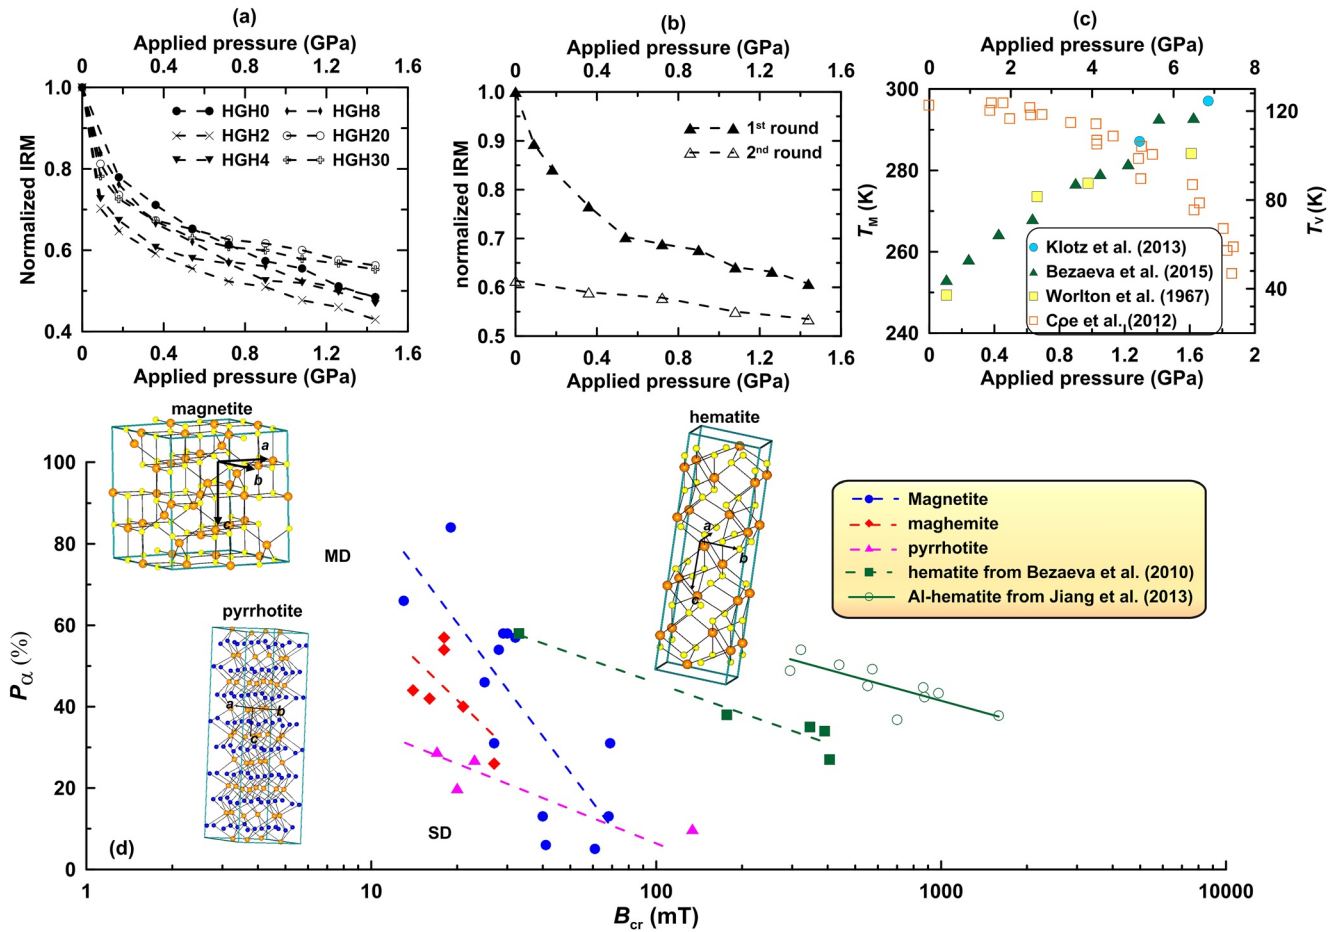 (a)
Applied pressure (GPa)
0 0.4 0.8 1.2 1.6
Normalized IRM
1.0
0.9
0.8
0.7
0.6
0.5
0.4
HGH0
HGH2
HGH4
HGH8
HGH20
HGH30
0 0.4 0.8 1.2 1.6
Applied pressure (GPa)
(b)
Applied pressure (GPa)
0 0.4 0.8 1.2 1.6
normalized IRM
1.0
0.9
0.8
0.7
0.6
0.5
1st round
2nd round
0 0.4 0.8 1.2 1.6
Applied pressure (GPa)
(c)
Applied pressure (GPa)
0 2 4 6 8
TM (K)
300
280
260
240
TV (K)
120
80
40
Klotz et al. (2013)
Bezaeva et al. (2015)
Worlton et al. (1967)
Coe et al. (2012)
0 0.4 0.8 1.2 1.6 2
Applied pressure (GPa)
magnetite
a
b
c
hematite
a
b
c
pyrrhotite
a
b
c
MD
SD
Magnetite
maghemite
pyrrhotite
hematite from Bezaeva et al. (2010)
Al-hematite from Jiang et al. (2013)
Pα (%)
100
80
60
40
20
0
(d)
1 10 100 1000 10000
Bcr (mT)